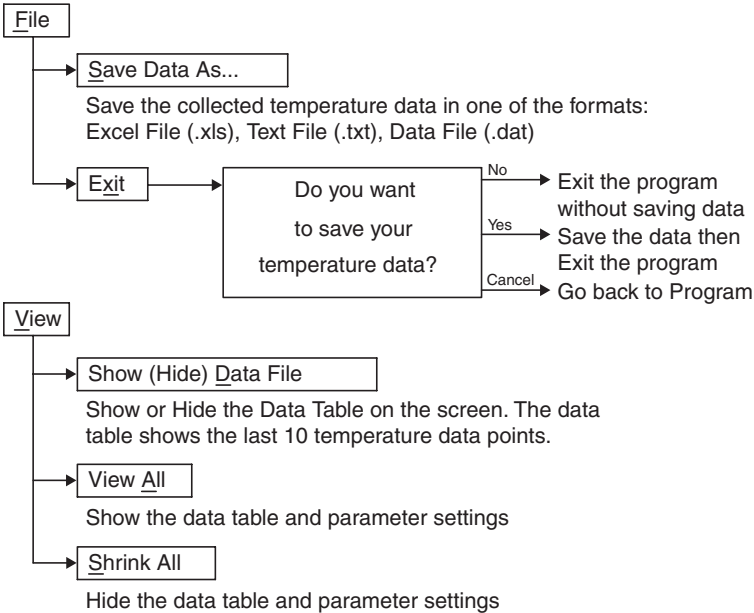 File
Save Data As...
Save the collected temperature data in one of the formats:
Excel File (.xls), Text File (.txt), Data File (.dat)
Exit
Do you want
to save your
temperature data?
No
Exit the program
without saving data
Yes
Save the data then
Exit the program
Cancel
Go back to Program
View
Show (Hide) Data File
Show or Hide the Data Table on the screen. The data
table shows the last 10 temperature data points.
View All
Show the data table and parameter settings
Shrink All
Hide the data table and parameter settings